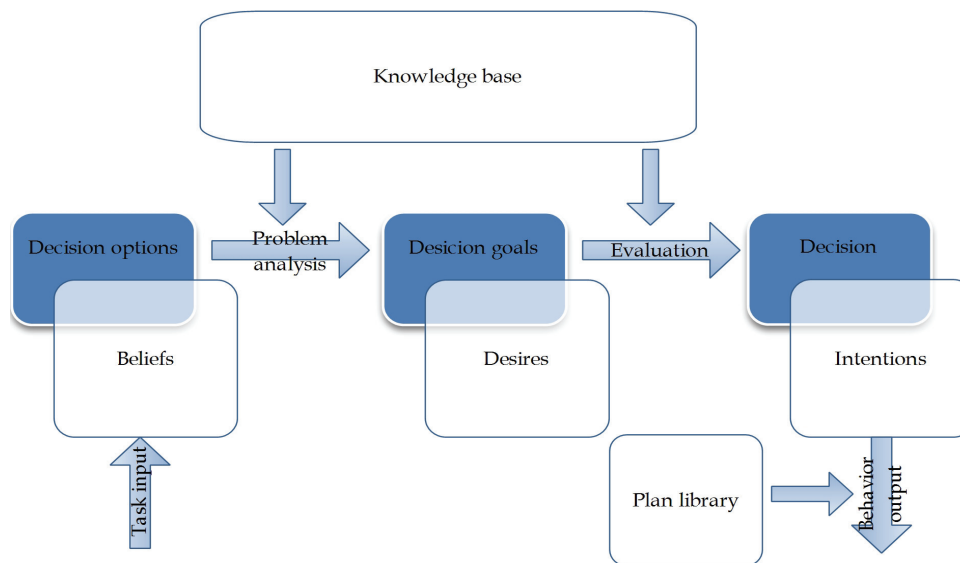 Knowledge base
Decision options
Problem
analysis
Desicion goals
Evaluation
Decision
Beliefs
Desires
Intentions
Task input
Plan library
Behavior
output